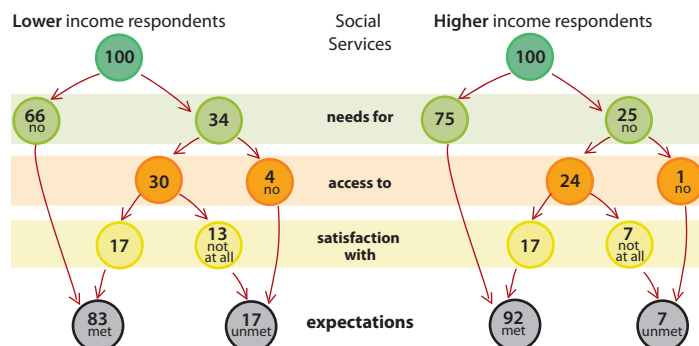 Lower income respondents
Social
Services
Higher income respondents
100
100
66
no
34
needs for
75
25
no
30
4
no
access to
24
1
no
17
13
not
at all
satisfaction
with
17
7
not
at all
83
met
17
unmet
expectations
92
met
7
unmet